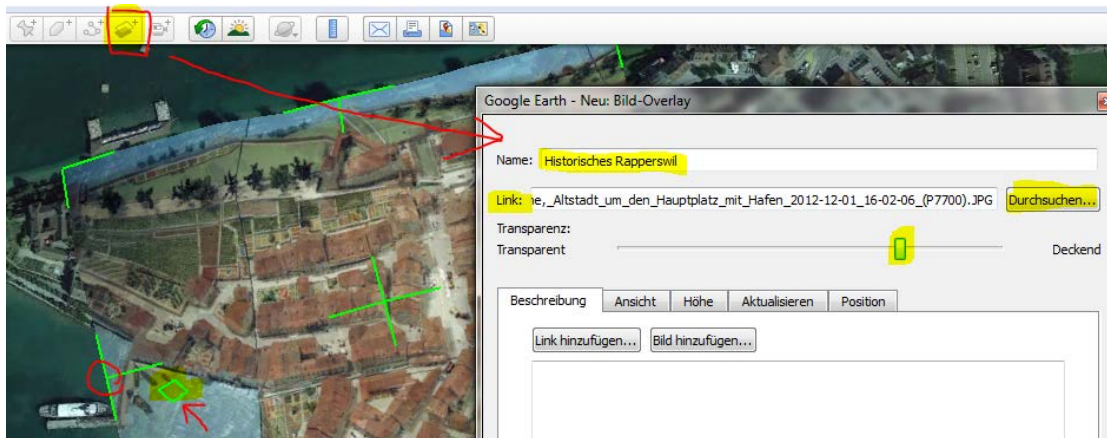 Google Earth - Neu: Bild-Overlay
Name: Historisches Rapperswil
Link: ne,_Altstadt_um_den_Hauptplatz_mit_Hafen_2012-12-01_16-02-06_(P7700).JPG Durchsuchen...
Transparenz:
Transparent Deckend
Beschreibung Ansicht Höhe Aktualisieren Position
Link hinzufügen... Bild hinzufügen...